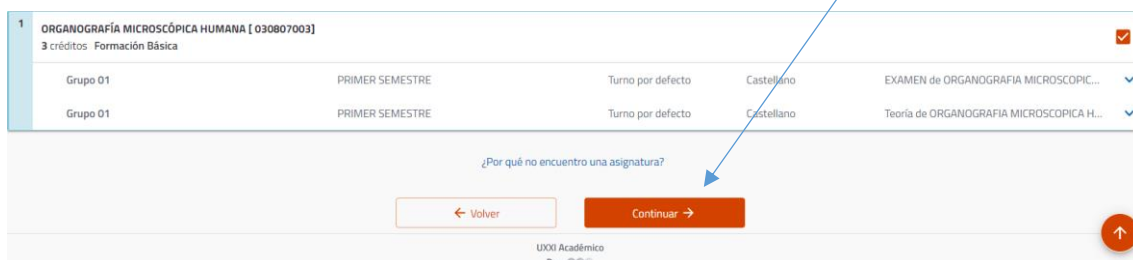 1
ORGANOGRAFÍA MICROSCÓPICA HUMANA [ 030807003]
3 créditos Formación Básica
Grupo 01 PRIMER SEMESTRE Turno por defecto Castellano EXAMEN de ORGANOGRAFIA MICROSCOPIC...
Grupo 01 PRIMER SEMESTRE Turno por defecto Castellano Teoría de ORGANOGRAFIA MICROSCOPICA H...
¿Por qué no encuentro una asignatura?
← Volver Continuar →
UXXI Académico